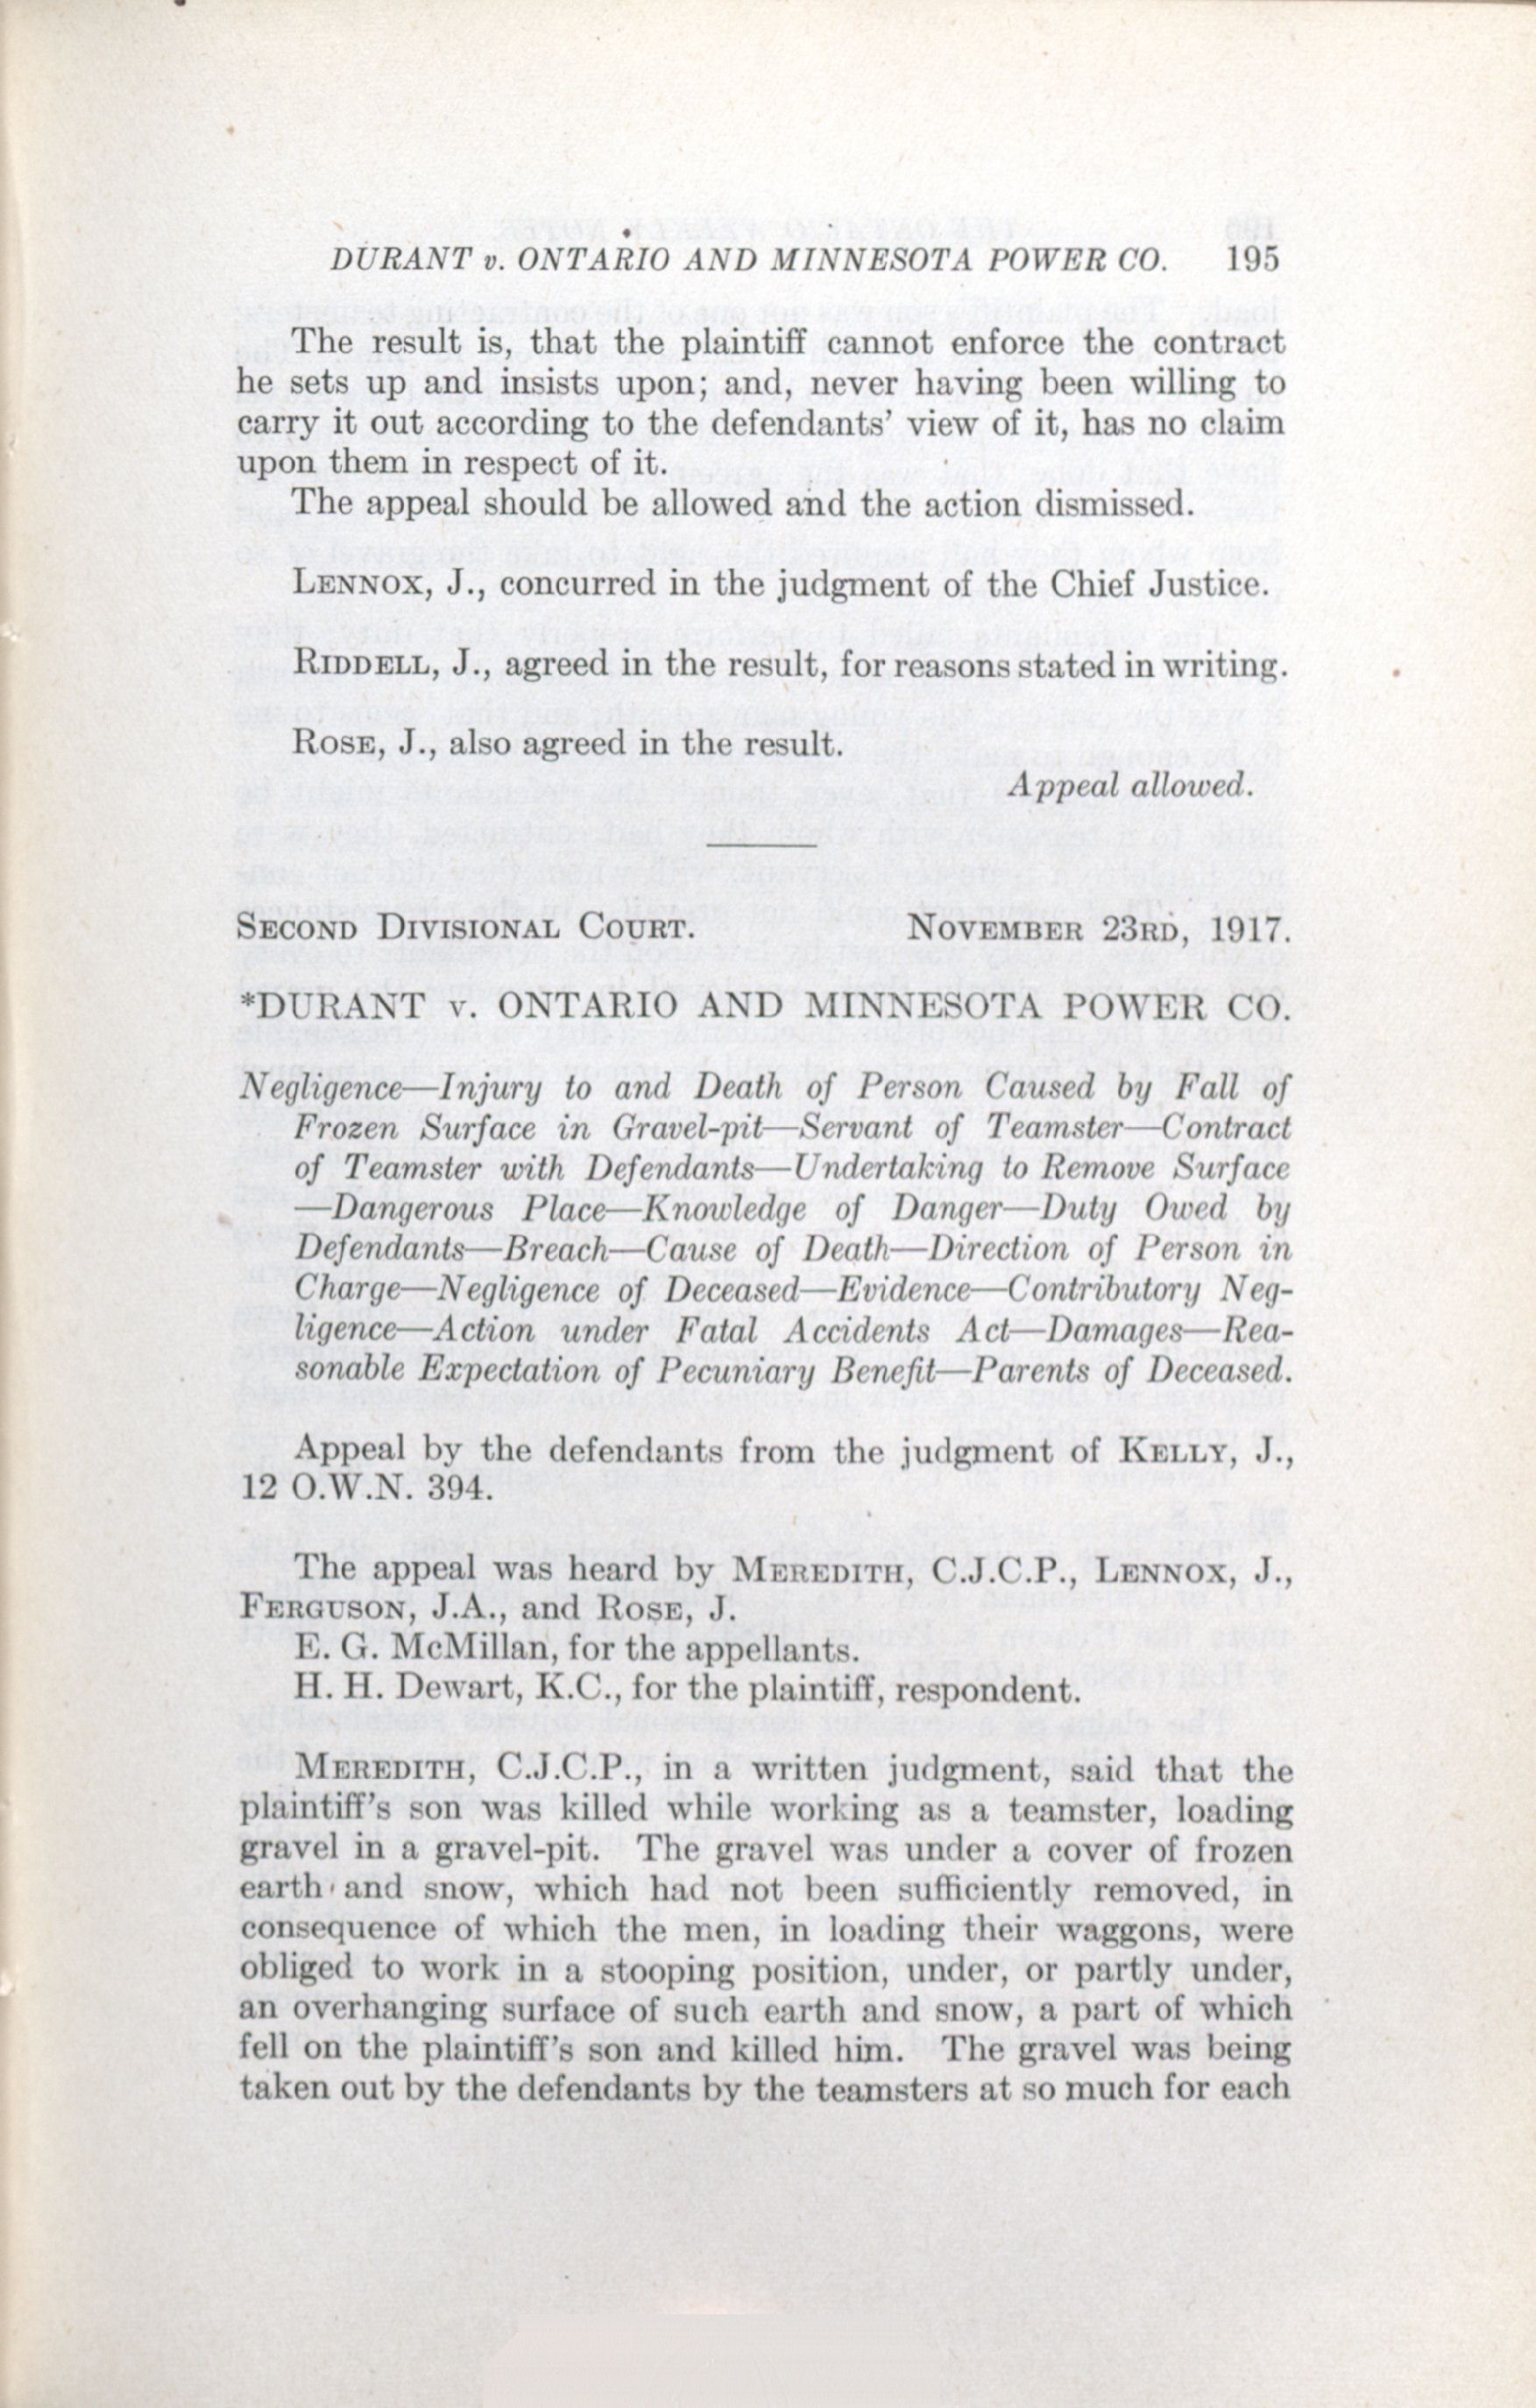 DURANT v. ONTARIO AND MINNESOTA POWER CO. 195
The result is, that the plaintiff cannot enforce the contract
he sets up and insists upon; and, never having been willing to
carry it out according to the defendants' view of it, has no claim
upon them in respect of it.
The appeal should be allowed and the action dismissed.
LENNOX, J., concurred in the judgment of the Chief Justice.
RIDDELL, J., agreed in the result, for reasons stated in writing.
ROSE, J., also agreed in the result.
Appeal allowed.
SECOND DIVISIONAL COURT. NOVEMBER 23RD, 1917.
*DURANT v. ONTARIO AND MINNESOTA POWER CO.
Negligence—Injury to and Death of Person Caused by Fall of
Frozen Surface in Gravel-pit—Servant of Teamster—Contract
of Teamster with Defendants—Undertaking to Remove Surface
—Dangerous Place—Knowledge of Danger—Duty Owed by
Defendants—Breach—Cause of Death—Direction of Person in
Charge—Negligence of Deceased—Evidence—Contributory Neg-
ligence—Action under Fatal Accidents Act—Damages—Rea-
sonable Expectation of Pecuniary Benefit—Parents of Deceased.
Appeal by the defendants from the judgment of KELLY, J.,
12 O.W.N. 394.
The appeal was heard by MEREDITH, C.J.C.P., LENNOX, J.,
FERGUSON, J.A., and ROSE, J.
E. G. McMillan, for the appellants.
H. H. Dewart, K.C., for the plaintiff, respondent.
MEREDITH, C.J.C.P., in a written judgment, said that the
plaintiff's son was killed while working as a teamster, loading
gravel in a gravel-pit. The gravel was under a cover of frozen
earth and snow, which had not been sufficiently removed, in
consequence of which the men, in loading their waggons, were
obliged to work in a stooping position, under, or partly under,
an overhanging surface of such earth and snow, a part of which
fell on the plaintiff's son and killed him. The gravel was being
taken out by the defendants by the teamsters at so much for each